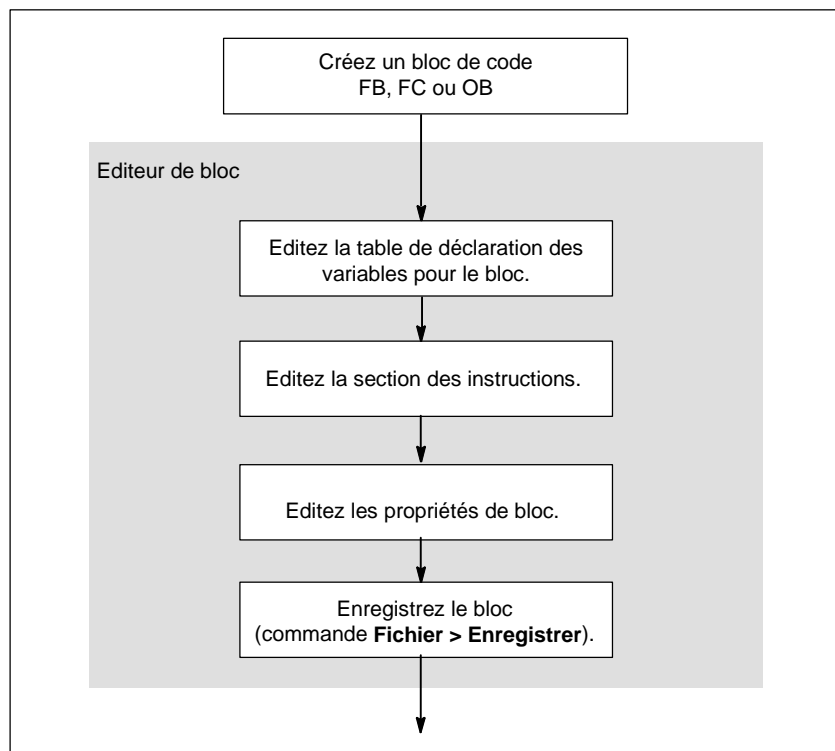 Créez un bloc de code
FB, FC ou OB
Editeur de bloc
Editez la table de déclaration des
variables pour le bloc.
Editez la section des instructions.
Editez les propriétés de bloc.
Enregistrez le bloc
(commande Fichier > Enregistrer).